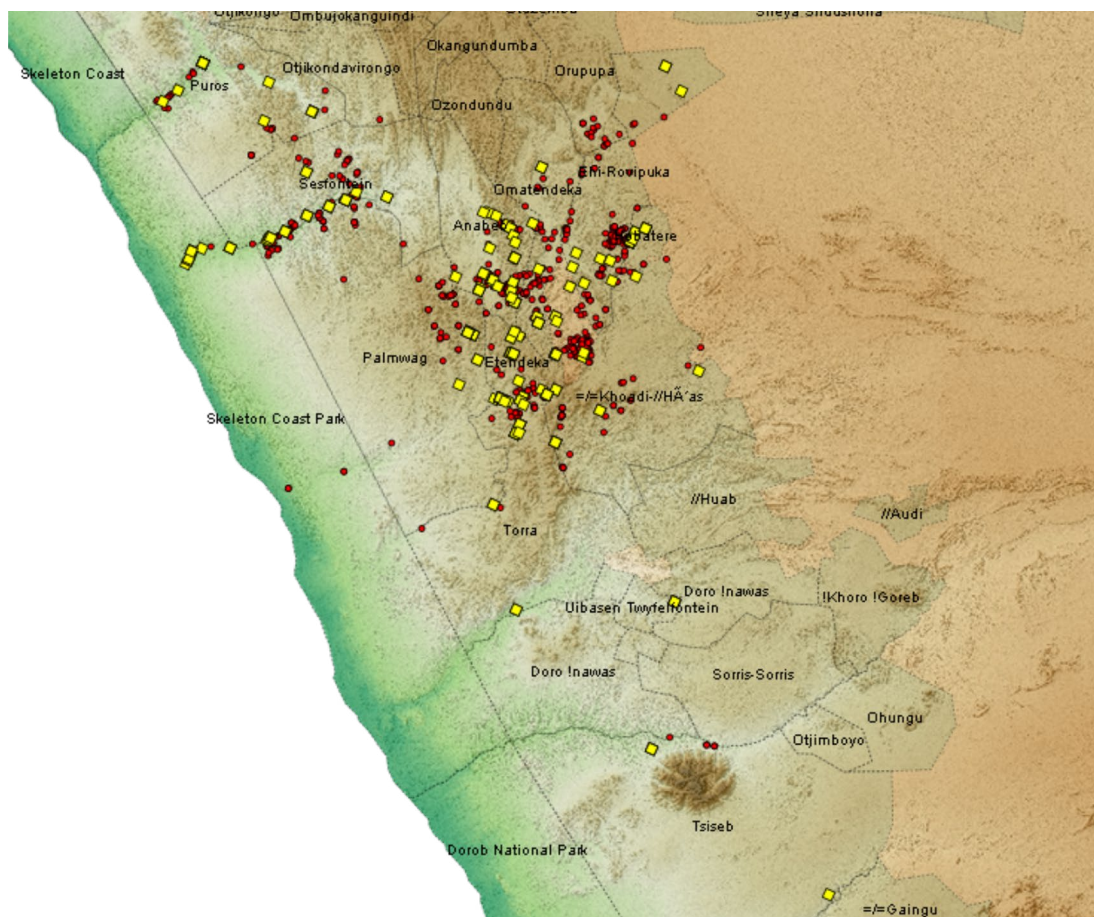 Ombujokanguindi
Okangundumba
Skeleton Coast
Otjikondavirongo
Orupupa
Puros
Ozondundu
Ehi-Rovipuka
Sesfontein
Omatendeka
Palmwag
Etendeka
=/=Khoadi-//HÃ´as
Skeleton Coast Park
//Huab
//Audi
Torra
Doro !nawas
!Khoro !Goreb
Uibasen Twyfelfontein
Doro !nawas
Sorris-Sorris
Ohungu
Otjimboyo
Tsiseb
Dorob National Park
=/=Gaingu